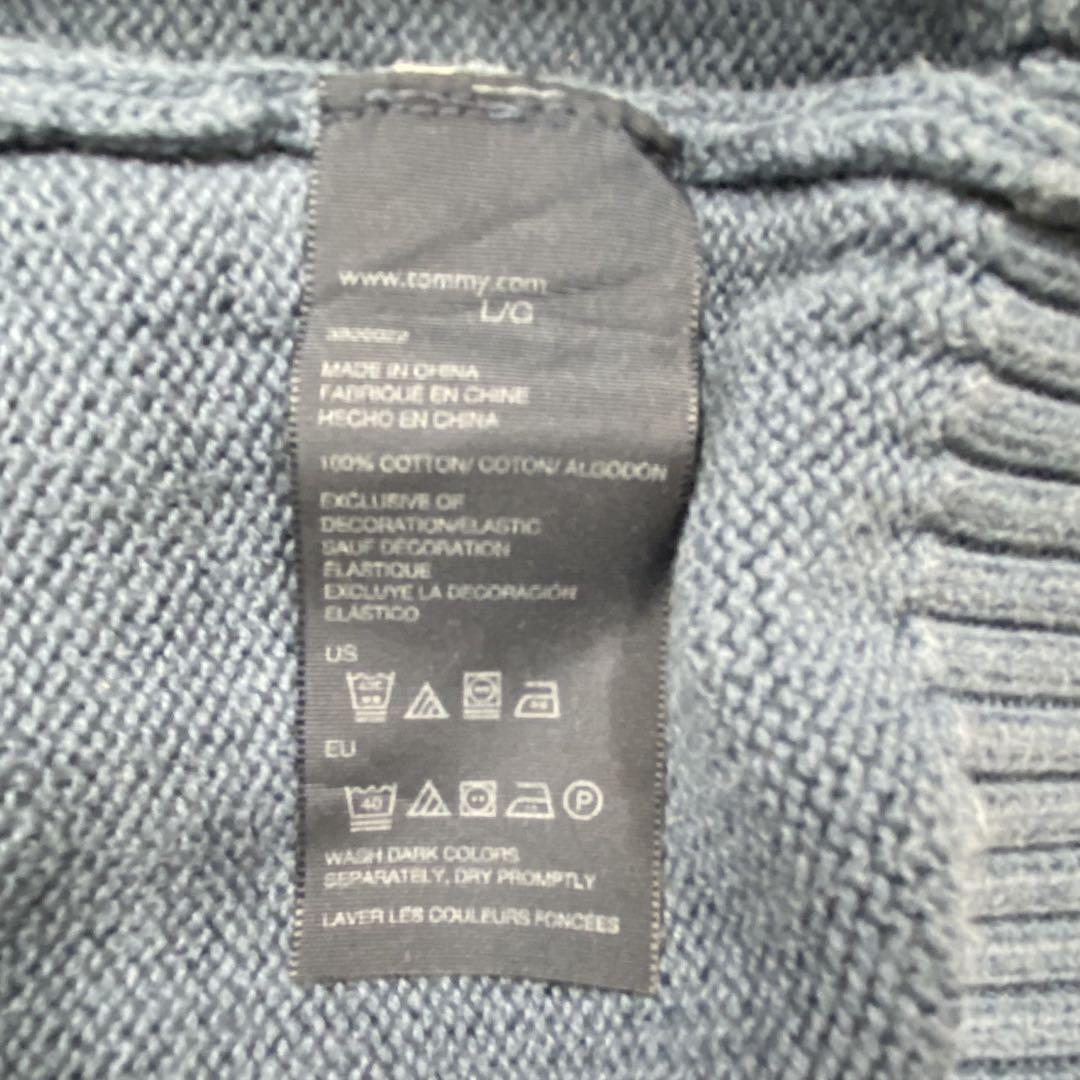 www.tommy.com
L/G
MADE IN CHINA
FABRIQUÉ EN CHINE
HECHO EN CHINA
100% COTTON/ COTON/ ALGODON
EXCLUSIVE OF
DECORATION/ELASTIC
SAUF DECORATION
ELASTIQUE
EXCLUYE LA DECORACIÓN
ELASTICO
US
EU
40
P
WASH DARK COLORS
SEPARATELY, DRY PROMPTLY
LAVER LES COULEURS FONCÉES